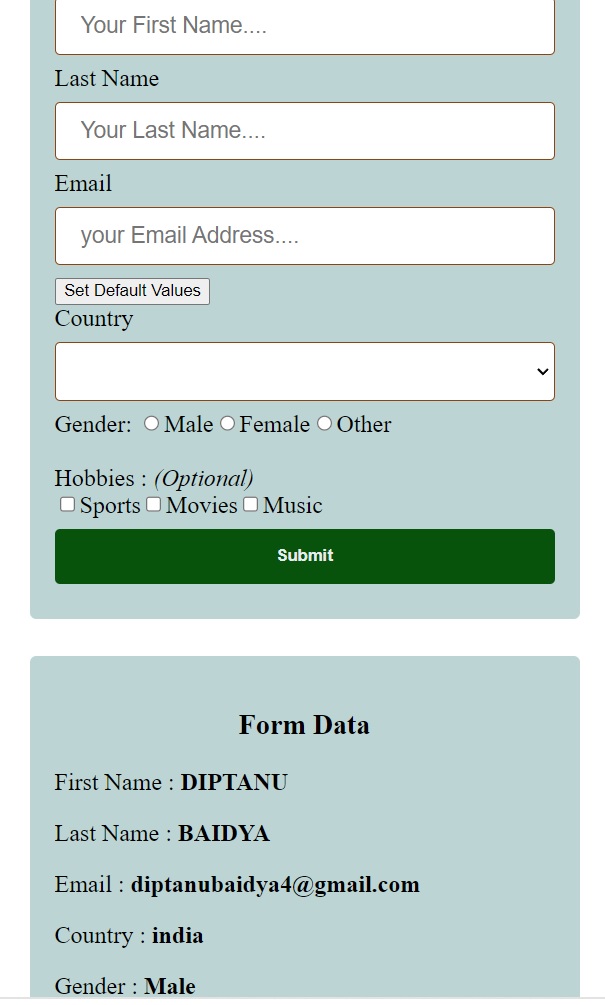 Your First Name....
Last Name
Your Last Name....
Email
your Email Address....
Set Default Values
Country
Gender: Male Female Other
Hobbies : (Optional)
Sports Movies Music
Submit
Form Data
First Name : DIPTANU
Last Name : BAIDYA
Email : diptanubaidya4@gmail.com
Country : india
Gender : Male